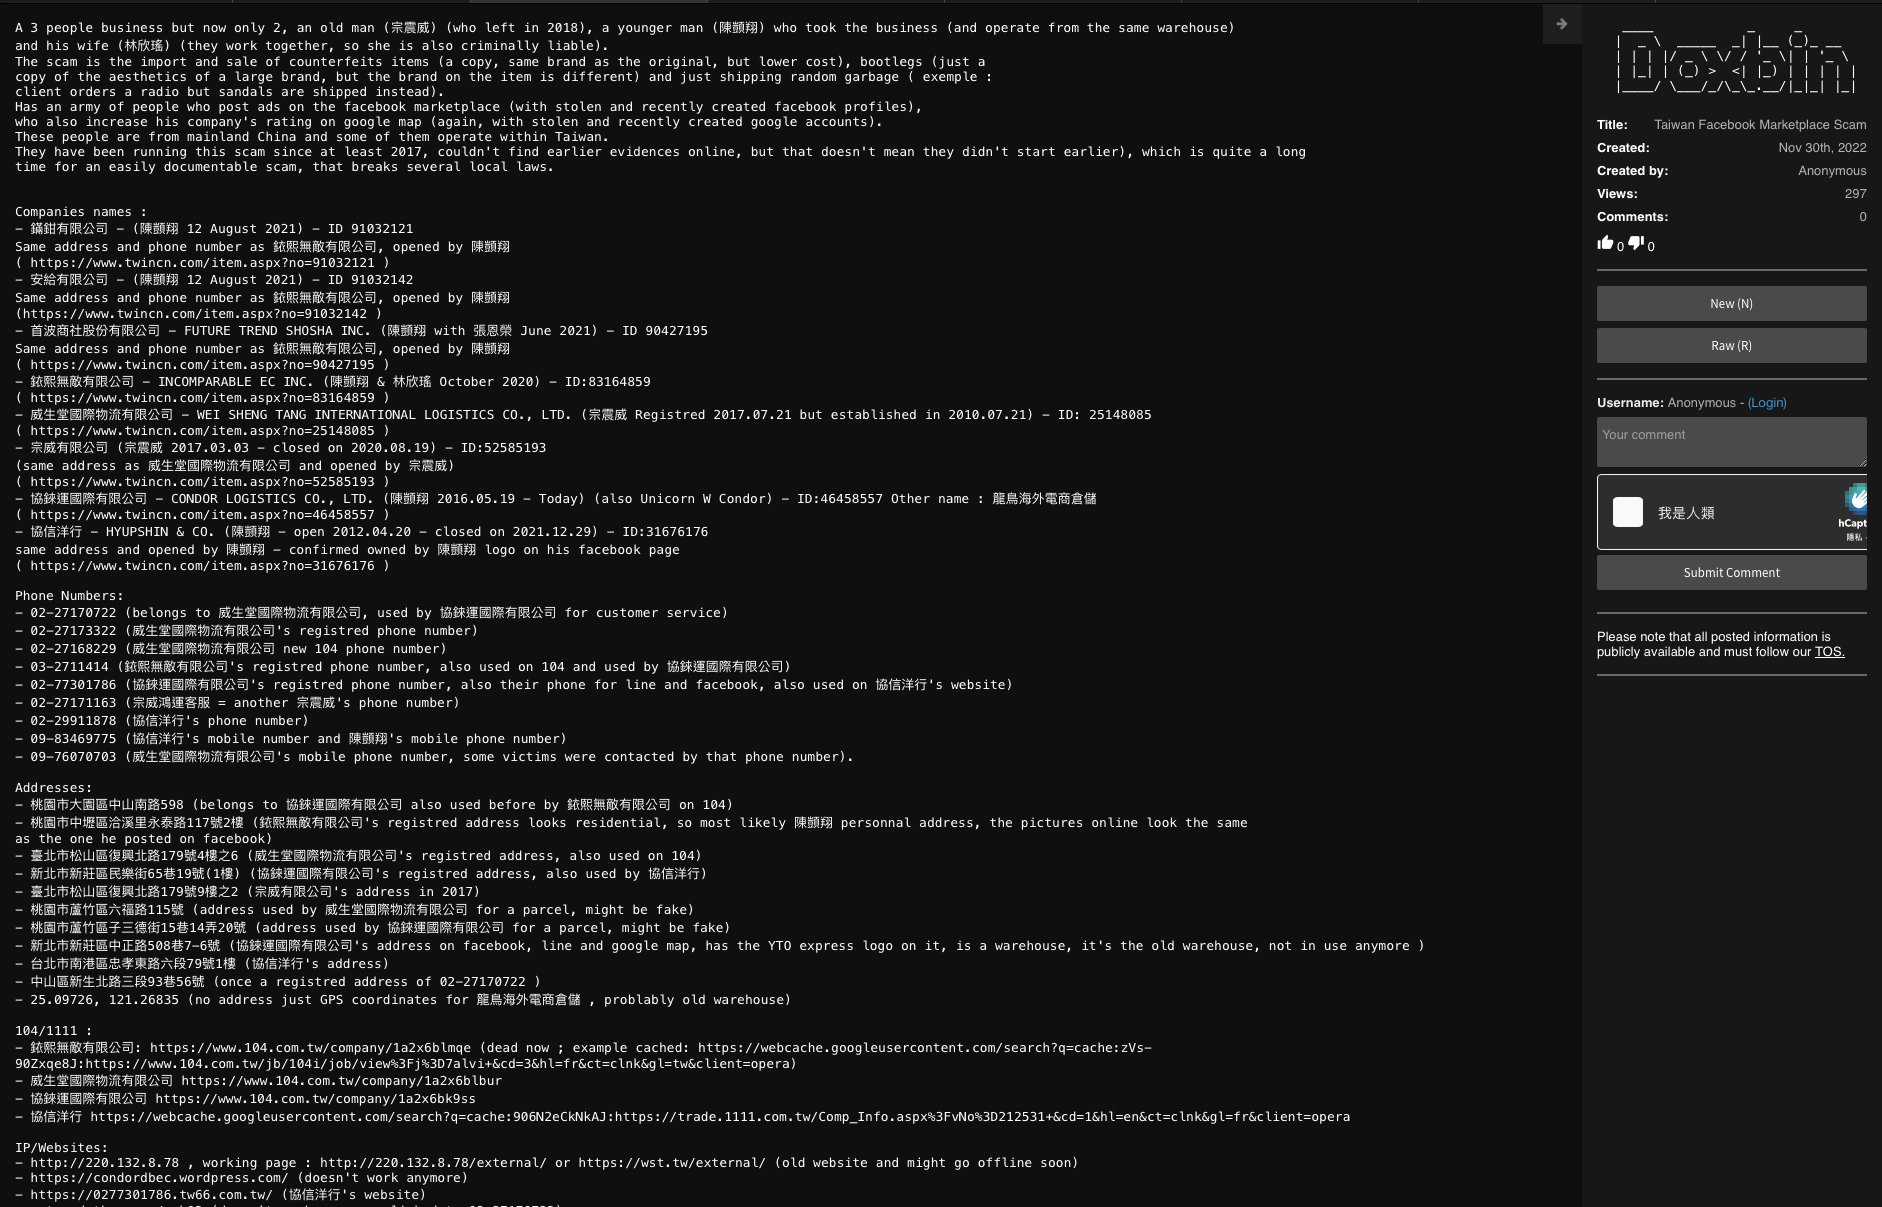 A 3 people business but now only 2, an old man (宗震威) (who left in 2018), a younger man (陳顗翔) who took the business (and operate from the same warehouse)
and his wife (林欣瑤) (they work together, so she is also criminally liable).
The scam is the import and sale of counterfeits items (a copy, same brand as the original, but lower cost), bootlegs (just a
copy of the aesthetics of a large brand, but the brand on the item is different) and just shipping random garbage ( exemple :
client orders a radio but sandals are shipped instead).
Has an army of people who post ads on the facebook marketplace (with stolen and recently created facebook profiles),
who also increase his company's rating on google map (again, with stolen and recently created google accounts).
These people are from mainland China and some of them operate within Taiwan.
They have been running this scam since at least 2017, couldn't find earlier evidences online, but that doesn't mean they didn't start earlier), which is quite a long
time for an easily documentable scam, that breaks several local laws.
Companies names :
- 鏋鉗有限公司 - (陳顗翔 12 August 2021) - ID 91032121
Same address and phone number as 銥熙無敵有限公司, opened by 陳顗翔
( https://www.twincn.com/item.aspx?no=91032121 )
- 安給有限公司 - (陳顗翔 12 August 2021) - ID 91032142
Same address and phone number as 銥熙無敵有限公司, opened by 陳顗翔
(https://www.twincn.com/item.aspx?no=91032142 )
- 首波商社股份有限公司 - FUTURE TREND SHOSHA INC. (陳顗翔 with 張恩榮 June 2021) - ID 90427195
Same address and phone number as 銥熙無敵有限公司, opened by 陳顗翔
( https://www.twincn.com/item.aspx?no=90427195 )
- 銥熙無敵有限公司 - INCOMPARABLE EC INC. (陳顗翔 & 林欣瑤 October 2020) - ID:83164859
( https://www.twincn.com/item.aspx?no=83164859 )
- 威生堂國際物流有限公司 - WEI SHENG TANG INTERNATIONAL LOGISTICS CO., LTD. (宗震威 Registred 2017.07.21 but established in 2010.07.21) - ID: 25148085
( https://www.twincn.com/item.aspx?no=25148085 )
- 宗威有限公司 (宗震威 2017.03.03 - closed on 2020.08.19) - ID:52585193
(same address as 威生堂國際物流有限公司 and opened by 宗震威)
( https://www.twincn.com/item.aspx?no=52585193 )
- 協錸運國際有限公司 - CONDOR LOGISTICS CO., LTD. (陳顗翔 2016.05.19 - Today) (also Unicorn W Condor) - ID:46458557 Other name : 龍鳥海外電商倉儲
( https://www.twincn.com/item.aspx?no=46458557 )
- 協信洋行 - HYUPSHIN & CO. (陳顗翔 - open 2012.04.20 - closed on 2021.12.29) - ID:31676176
same address and opened by 陳顗翔 - confirmed owned by 陳顗翔 logo on his facebook page
( https://www.twincn.com/item.aspx?no=31676176 )
Phone Numbers:
- 02-27170722 (belongs to 威生堂國際物流有限公司, used by 協錸運國際有限公司 for customer service)
- 02-27173322 (威生堂國際物流有限公司's registred phone number)
- 02-27168229 (威生堂國際物流有限公司 new 104 phone number)
- 03-2711414 (銥熙無敵有限公司's registred phone number, also used on 104 and used by 協錸運國際有限公司)
- 02-77301786 (協錸運國際有限公司's registred phone number, also their phone for line and facebook, also used on 協信洋行's website)
- 02-27171163 (宗威鴻運客服 = another 宗震威's phone number)
- 02-29911878 (協信洋行's phone number)
- 09-83469775 (協信洋行's mobile number and 陳顗翔's mobile phone number)
- 09-76070703 (威生堂國際物流有限公司's mobile phone number, some victims were contacted by that phone number).
Addresses:
- 桃園市大園區中山南路598 (belongs to 協錸運國際有限公司 also used before by 銥熙無敵有限公司 on 104)
- 桃園市中壢區洽溪里永泰路117號2樓 (銥熙無敵有限公司's registred address looks residential, so most likely 陳顗翔 personnal address, the pictures online look the same
as the one he posted on facebook)
- 臺北市松山區復興北路179號4樓之6 (威生堂國際物流有限公司's registred address, also used on 104)
- 新北市新莊區民樂街65巷19號(1樓) (協錸運國際有限公司's registred address, also used by 協信洋行)
- 臺北市松山區復興北路179號9樓之2 (宗威有限公司's address in 2017)
- 桃園市蘆竹區六福路115號 (address used by 威生堂國際物流有限公司 for a parcel, might be fake)
- 桃園市蘆竹區子三德街15巷14弄20號 (address used by 協錸運國際有限公司 for a parcel, might be fake)
- 新北市新莊區中正路508巷7-6號 (協錸運國際有限公司's address on facebook, line and google map, has the YTO express logo on it, is a warehouse, it's the old warehouse, not in use anymore )
- 台北市南港區忠孝東路六段79號1樓 (協信洋行's address)
- 中山區新生北路三段93巷56號 (once a registred address of 02-27170722 )
- 25.09726, 121.26835 (no address just GPS coordinates for 龍鳥海外電商倉儲 , problably old warehouse)
104/1111 :
- 銥熙無敵有限公司: https://www.104.com.tw/company/1a2x6blmqe (dead now ; example cached: https://webcache.googleusercontent.com/search?q=cache:zVs-
90Zxqe8J:https://www.104.com.tw/jb/104i/job/view%3Fj%3D7alvi+&cd=3&hl=fr&ct=clnk&gl=tw&client=opera)
- 威生堂國際物流有限公司 https://www.104.com.tw/company/1a2x6blbur
- 協錸運國際有限公司 https://www.104.com.tw/company/1a2x6bk9ss
- 協信洋行 https://webcache.googleusercontent.com/search?q=cache:906N2eCkNkAJ:https://trade.1111.com.tw/Comp_Info.aspx%3FvNo%3D212531+&cd=1&hl=en&ct=clnk&gl=fr&client=opera
IP/Websites:
- http://220.132.8.78 , working page : http://220.132.8.78/external/ or https://wst.tw/external/ (old website and might go offline soon)
- https://condordbec.wordpress.com/ (doesn't work anymore)
- https://0277301786.tw66.com.tw/ (協信洋行's website)
Doxbin
Title: Taiwan Facebook Marketplace Scam
Created: Nov 30th, 2022
Created by: Anonymous
Views: 297
Comments: 0
0 0
New (N)
Raw (R)
Username: Anonymous - (Login)
Your comment
我是人類
hCapt
隱私 -
Submit Comment
Please note that all posted information is
publicly available and must follow our TOS.